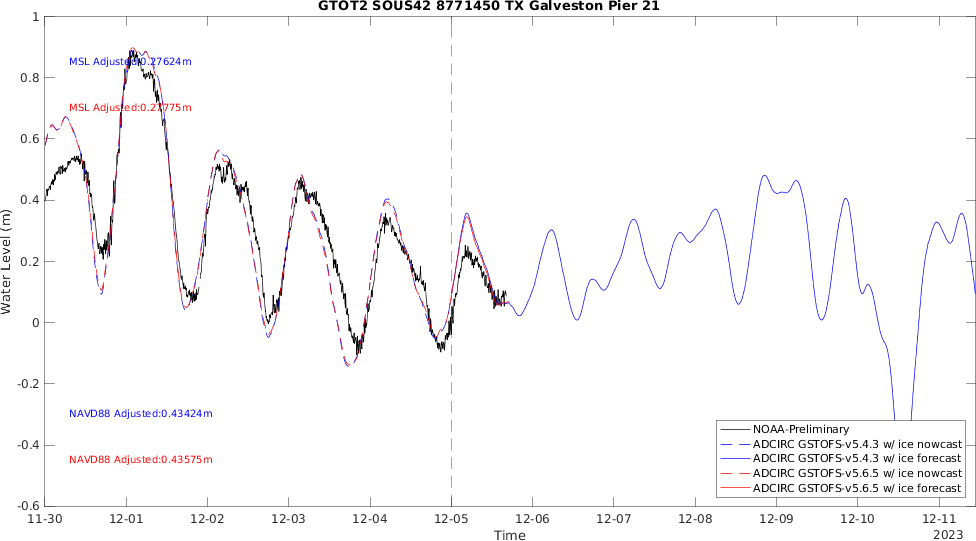 GTOT2 SOUS42 8771450 TX Galveston Pier 21
1
0.8
0.6
0.4
0.2
0
-0.2
-0.4
-0.6
Water Level (m)
MSL Adjusted:0.27624m
MSL Adjusted:0.27775m
NAVD88 Adjusted:0.43424m
NAVD88 Adjusted:0.43575m
NOAA-Preliminary
ADCIRC GSTOFS-v5.4.3 w/ ice nowcast
ADCIRC GSTOFS-v5.4.3 w/ ice forecast
ADCIRC GSTOFS-v5.6.5 w/ ice nowcast
ADCIRC GSTOFS-v5.6.5 w/ ice forecast
11-30 12-01 12-02 12-03 12-04 12-05 12-06 12-07 12-08 12-09 12-10 12-11
Time
2023